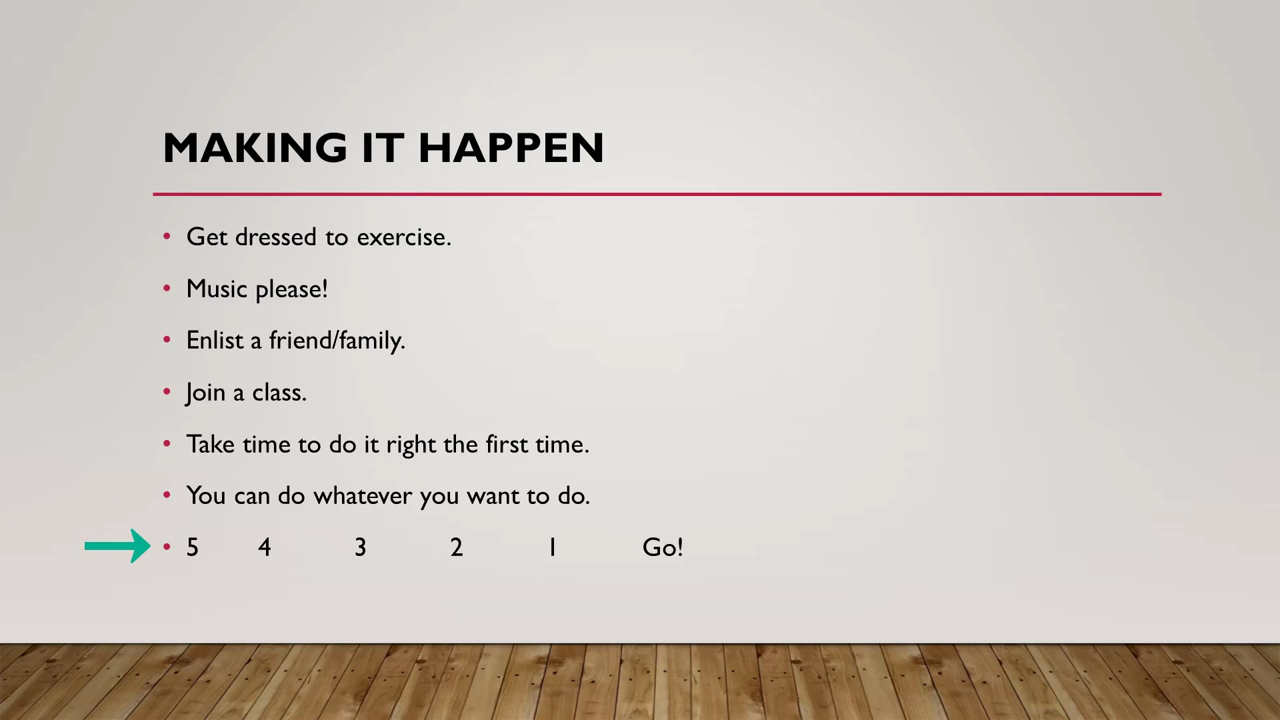 MAKING IT HAPPEN
• Get dressed to exercise.
• Music please!
• Enlist a friend/family.
• Join a class.
• Take time to do it right the first time.
• You can do whatever you want to do.
• 5 4 3 2 1 Go!